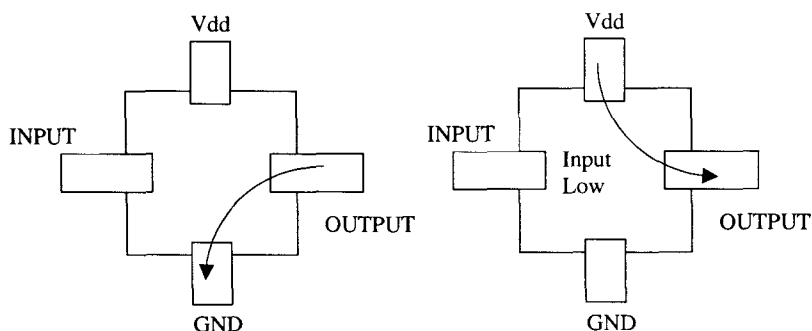 Vdd
INPUT
OUTPUT
GND
Vdd
INPUT
Input
Low
OUTPUT
GND